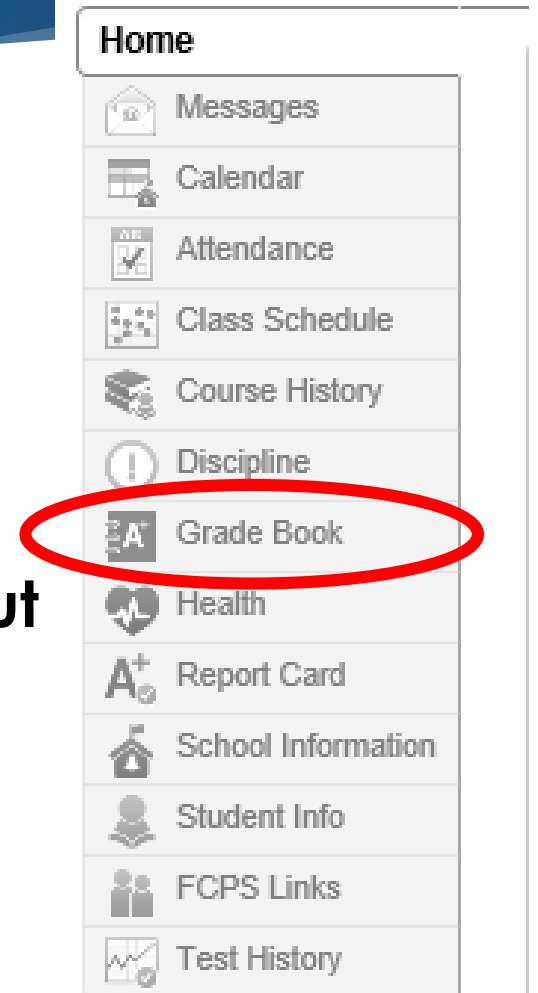 Home
Messages
Calendar
Attendance
Class Schedule
Course History
Discipline
Grade Book
ut
Health
Report Card
School Information
Student Info
FCPS Links
Test History